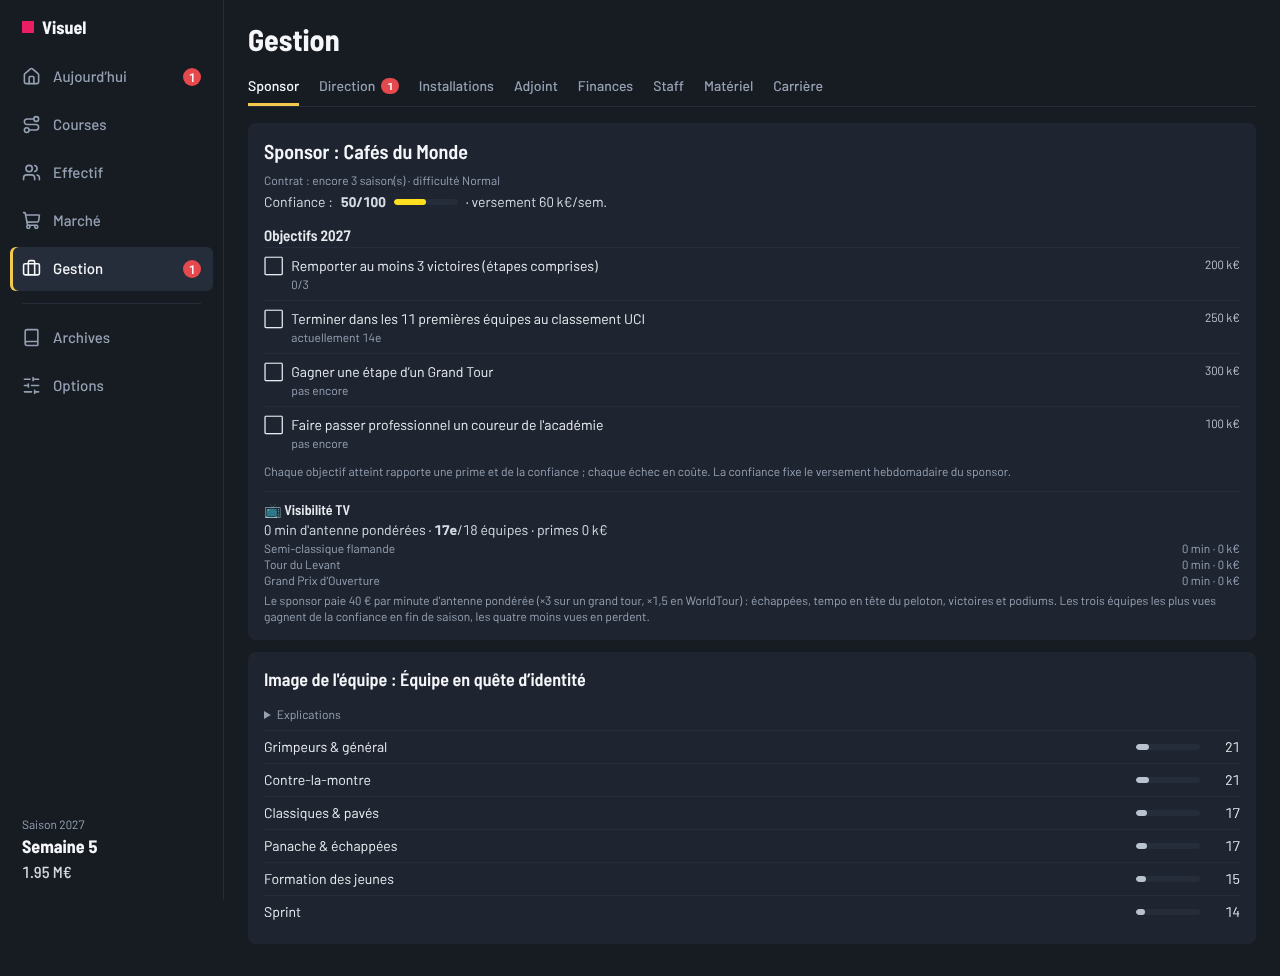 Visuel
Aujourd’hui 1
Courses
Effectif
Marché
Gestion 1
Archives
Options
Saison 2027
Semaine 5
1.95 M€
Gestion
Sponsor Direction 1 Installations Adjoint Finances Staff Matériel Carrière
Sponsor : Cafés du Monde
Contrat : encore 3 saison(s) · difficulté Normal
Confiance : 50/100 · versement 60 k€/sem.
Objectifs 2027
Remporter au moins 3 victoires (étapes comprises) 200 k€
0/3
Terminer dans les 11 premières équipes au classement UCI 250 k€
actuellement 14e
Gagner une étape d’un Grand Tour 300 k€
pas encore
Faire passer professionnel un coureur de l'académie 100 k€
pas encore
Chaque objectif atteint rapporte une prime et de la confiance ; chaque échec en coûte. La confiance fixe le versement hebdomadaire du sponsor.
📺 Visibilité TV
0 min d'antenne pondérées · 17e/18 équipes · primes 0 k€
Semi-classique flamande 0 min · 0 k€
Tour du Levant 0 min · 0 k€
Grand Prix d'Ouverture 0 min · 0 k€
Le sponsor paie 40 € par minute d'antenne pondérée (×3 sur un grand tour, ×1,5 en WorldTour) : échappées, tempo en tête du peloton, victoires et podiums. Les trois équipes les plus vues
gagnent de la confiance en fin de saison, les quatre moins vues en perdent.
Image de l'équipe : Équipe en quête d’identité
Explications
Grimpeurs & général 21
Contre-la-montre 21
Classiques & pavés 17
Panache & échappées 17
Formation des jeunes 15
Sprint 14